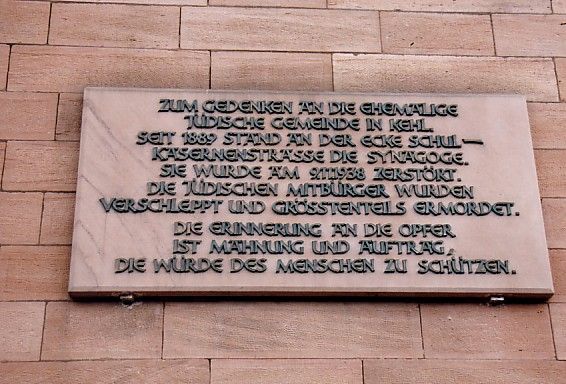 ZUM GEDENKEN AN DIE EHEMALIGE
JÜDISCHE GEMEINDE IN KEHL.
SEIT 1889 STAND AN DER ECKE SCHUL—
KASERNENSTRASSE DIE SYNAGOGE.
SIE WURDE AM 9.11.1938 ZERSTÖRT.
DIE JÜDISCHEN MITBÜRGER WURDEN
VERSCHLEPPT UND GRÖSSTENTEILS ERMORDET.
DIE ERINNERUNG AN DIE OPFER
IST MAHNUNG UND AUFTRAG,
DIE WÜRDE DES MENSCHEN ZU SCHÜTZEN.